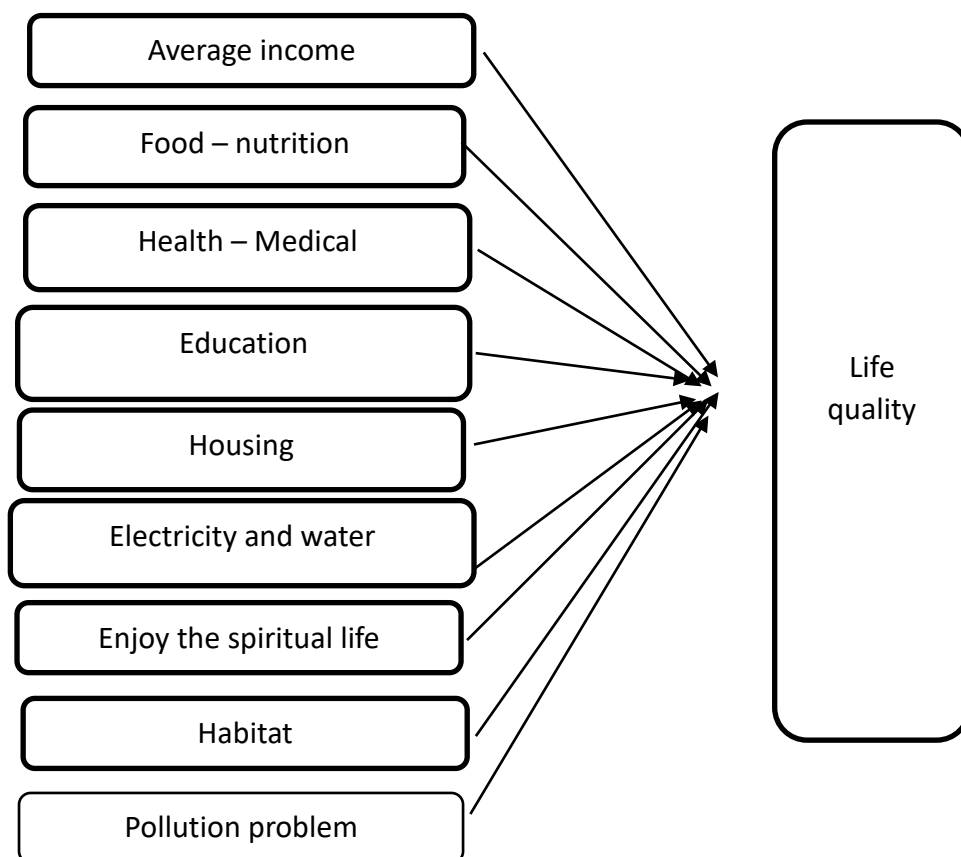 Average income
Food – nutrition
Health – Medical
Education
Housing
Electricity and water
Enjoy the spiritual life
Habitat
Pollution problem
Life
quality